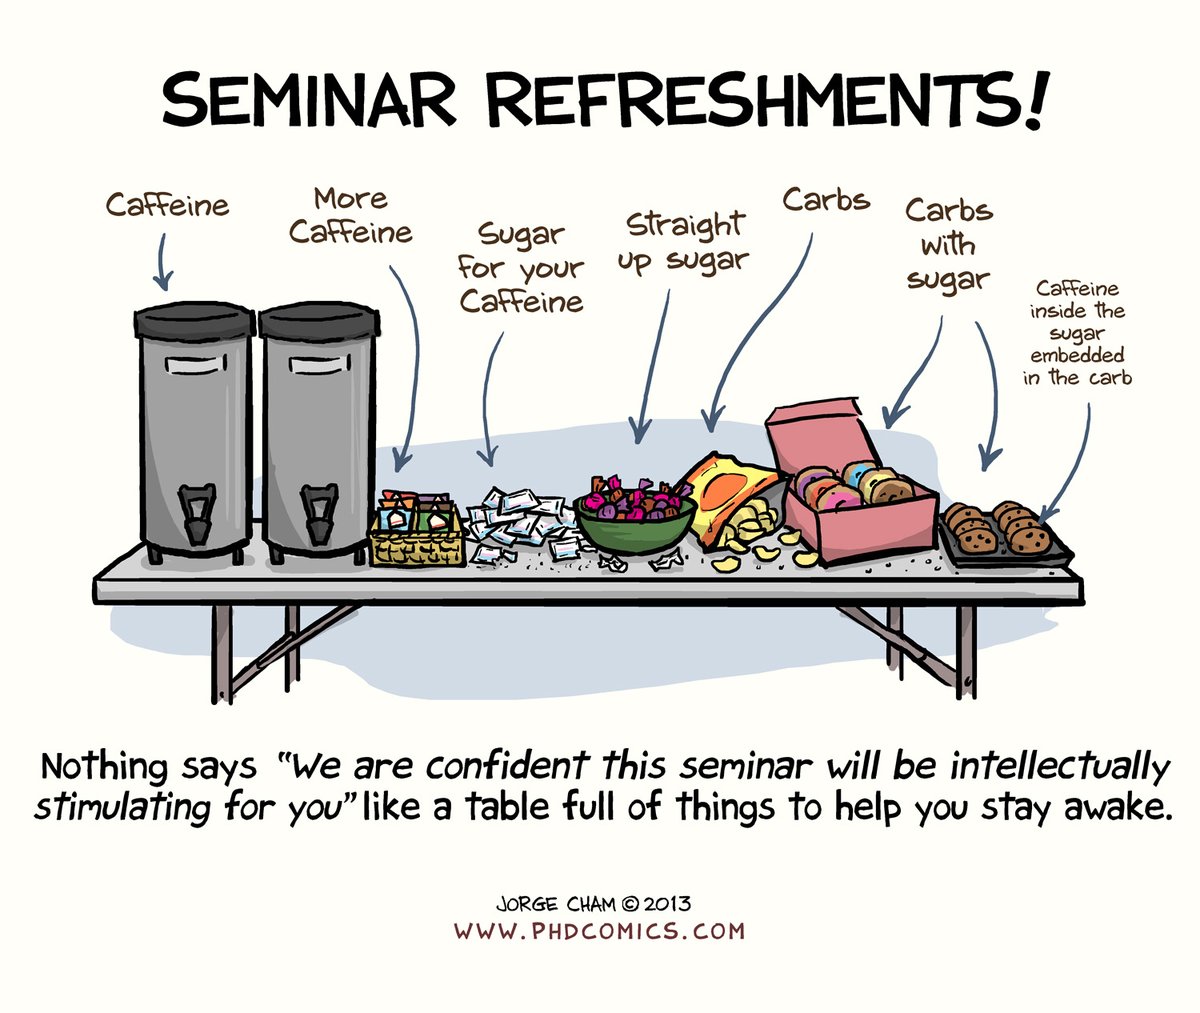 SEMINAR REFRESHMENTS!
Caffeine
More
Caffeine
Sugar
for your
Caffeine
Straight
up sugar
Carbs
Carbs
with
sugar
Caffeine
inside the
sugar
embedded
in the carb
Nothing says "We are confident this seminar will be intellectually
stimulating for you" like a table full of things to help you stay awake.
JORGE CHAM © 2013
WWW.PHDCOMICS.COM